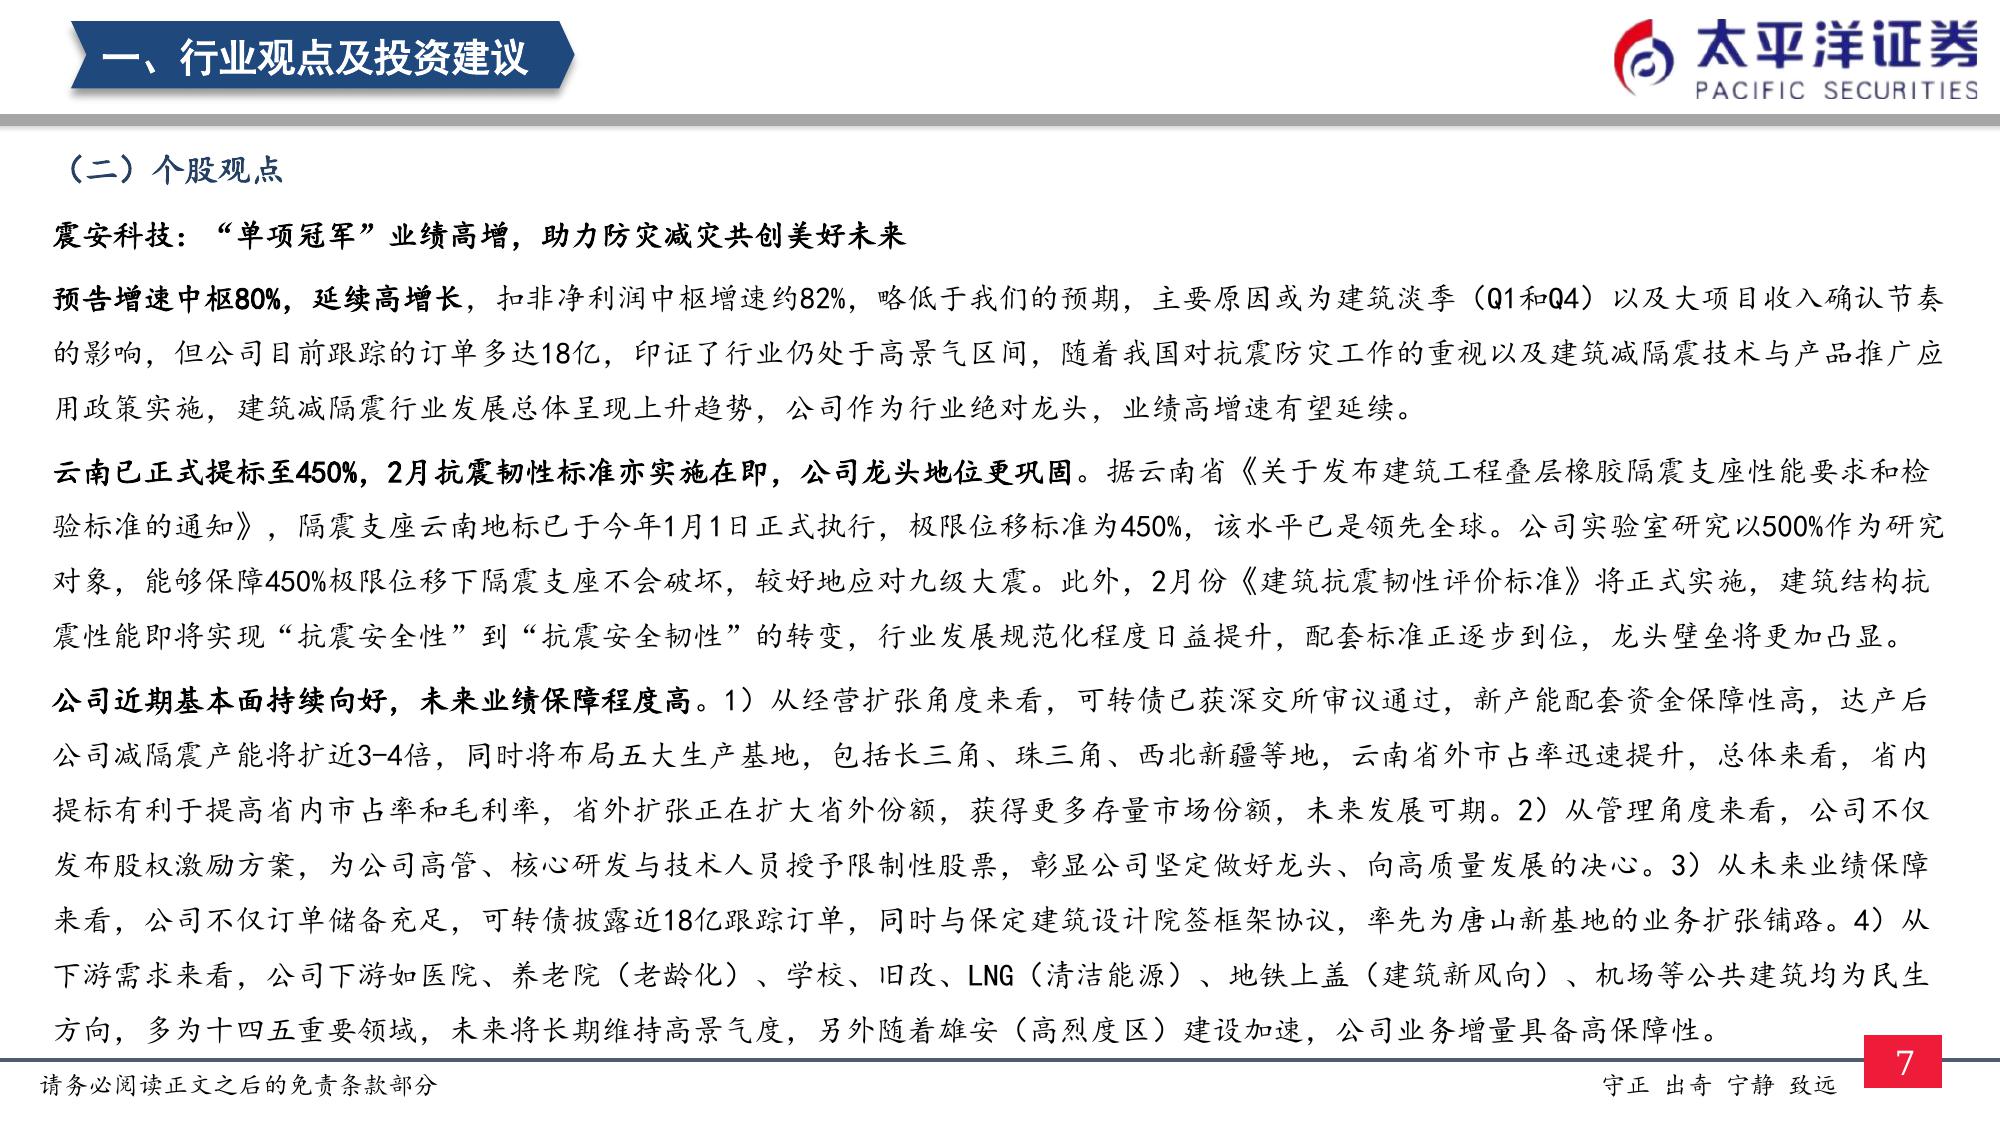 一、行业观点及投资建议
太平洋证券
PACIFIC SECURITIES
（二）个股观点
震安科技：“单项冠军”业绩高增，助力防灾减灾共创美好未来
预告增速中枢80%，延续高增长，扣非净利润中枢增速约82%，略低于我们的预期，主要原因或为建筑淡季（Q1和Q4）以及大项目收入确认节奏
的影响，但公司目前跟踪的订单多达18亿，印证了行业仍处于高景气区间，随着我国对抗震防灾工作的重视以及建筑减隔震技术与产品推广应
用政策实施，建筑减隔震行业发展总体呈现上升趋势，公司作为行业绝对龙头，业绩高增速有望延续。
云南已正式提标至450%，2月抗震韧性标准亦实施在即，公司龙头地位更巩固。据云南省《关于发布建筑工程叠层橡胶隔震支座性能要求和检
验标准的通知》，隔震支座云南地标已于今年1月1日正式执行，极限位移标准为450%，该水平已是领先全球。公司实验室研究以500%作为研究
对象，能够保障450%极限位移下隔震支座不会破坏，较好地应对九级大震。此外，2月份《建筑抗震韧性评价标准》将正式实施，建筑结构抗
震性能即将实现“抗震安全性”到“抗震安全韧性”的转变，行业发展规范化程度日益提升，配套标准正逐步到位，龙头壁垒将更加凸显。
公司近期基本面持续向好，未来业绩保障程度高。1）从经营扩张角度来看，可转债已获深交所审议通过，新产能配套资金保障性高，达产后
公司减隔震产能将扩近3-4倍，同时将布局五大生产基地，包括长三角、珠三角、西北新疆等地，云南省外市占率迅速提升，总体来看，省内
提标有利于提高省内市占率和毛利率，省外扩张正在扩大省外份额，获得更多存量市场份额，未来发展可期。2）从管理角度来看，公司不仅
发布股权激励方案，为公司高管、核心研发与技术人员授予限制性股票，彰显公司坚定做好龙头、向高质量发展的决心。3）从未来业绩保障
来看，公司不仅订单储备充足，可转债披露近18亿跟踪订单，同时与保定建筑设计院签框架协议，率先为唐山新基地的业务扩张铺路。4）从
下游需求来看，公司下游如医院、养老院（老龄化）、学校、旧改、LNG（清洁能源）、地铁上盖（建筑新风向）、机场等公共建筑均为民生
方向，多为十四五重要领域，未来将长期维持高景气度，另外随着雄安（高烈度区）建设加速，公司业务增量具备高保障性。
请务必阅读正文之后的免责条款部分
守正 出奇 宁静 致远
7